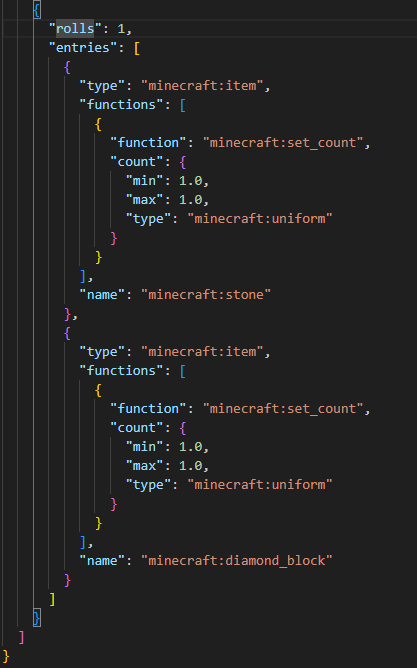 {
"rolls": 1,
"entries": [
{
"type": "minecraft:item",
"functions": [
{
"function": "minecraft:set_count",
"count": {
"min": 1.0,
"max": 1.0,
"type": "minecraft:uniform"
}
}
],
"name": "minecraft:stone"
},
{
"type": "minecraft:item",
"functions": [
{
"function": "minecraft:set_count",
"count": {
"min": 1.0,
"max": 1.0,
"type": "minecraft:uniform"
}
}
],
"name": "minecraft:diamond_block"
}
]
}
]
}